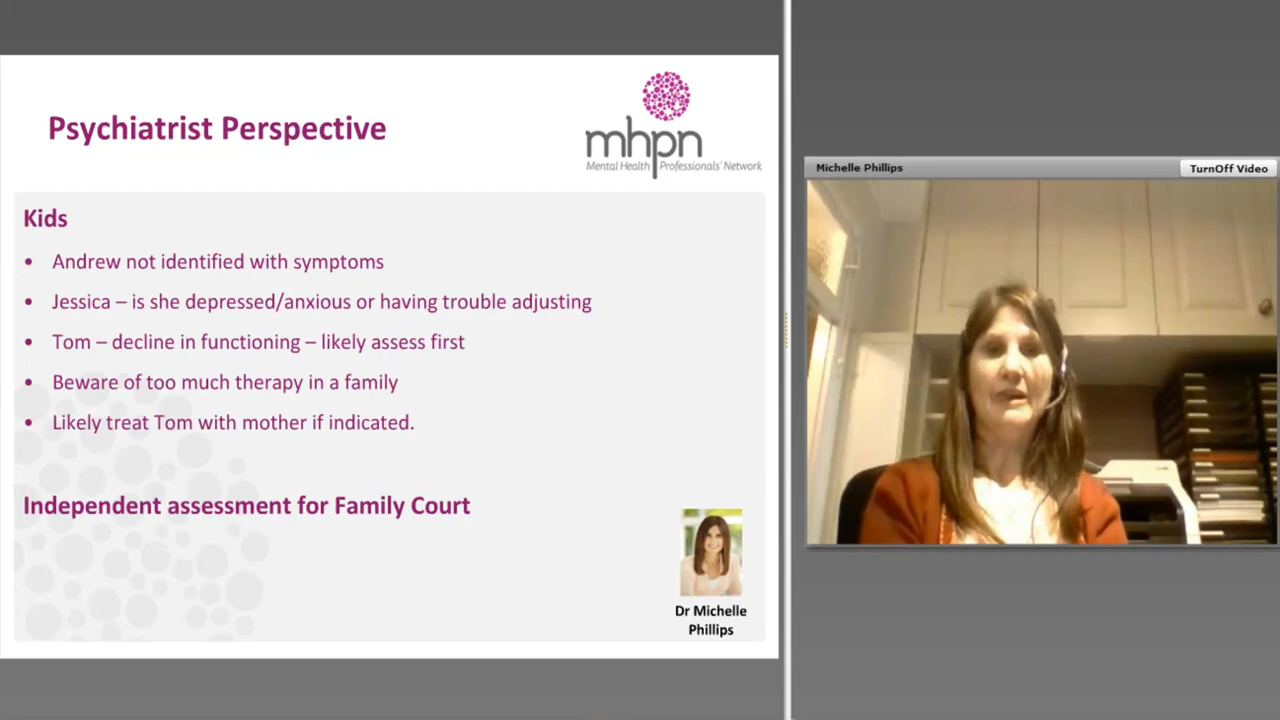 Psychiatrist Perspective
mhpn
Mental Health Professionals' Network
Kids
• Andrew not identified with symptoms
• Jessica – is she depressed/anxious or having trouble adjusting
• Tom – decline in functioning – likely assess first
• Beware of too much therapy in a family
• Likely treat Tom with mother if indicated.
Independent assessment for Family Court
Dr Michelle
Phillips
Michelle Phillips
TurnOff Video